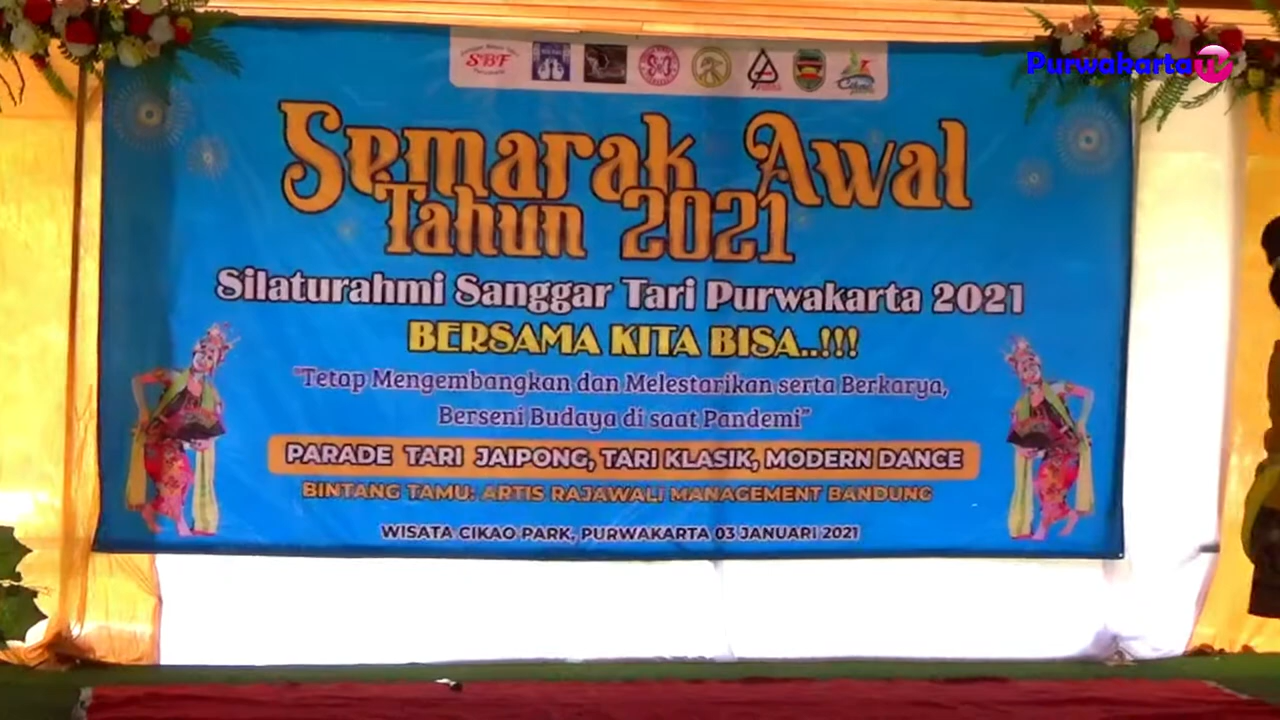 PurwakartaTV
SBF
Semarak Awal
Tahun 2021
Silaturahmi Sanggar Tari Purwakarta 2021
BERSAMA KITA BISA..!!!
"Tetap Mengembangkan dan Melestarikan serta Berkarya,
Berseni Budaya di saat Pandemi"
PARADE TARI JAIPONG, TARI KLASIK, MODERN DANCE
BINTANG TAMU: ARTIS RAJAWALI MANAGEMENT BANDUNG
WISATA CIKAO PARK, PURWAKARTA 03 JANUARI 2021